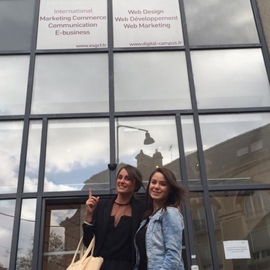 International
Marketing Commerce
Communication
E-business
Web Design
Web Développement
Web Marketing
www.digital-campus.fr